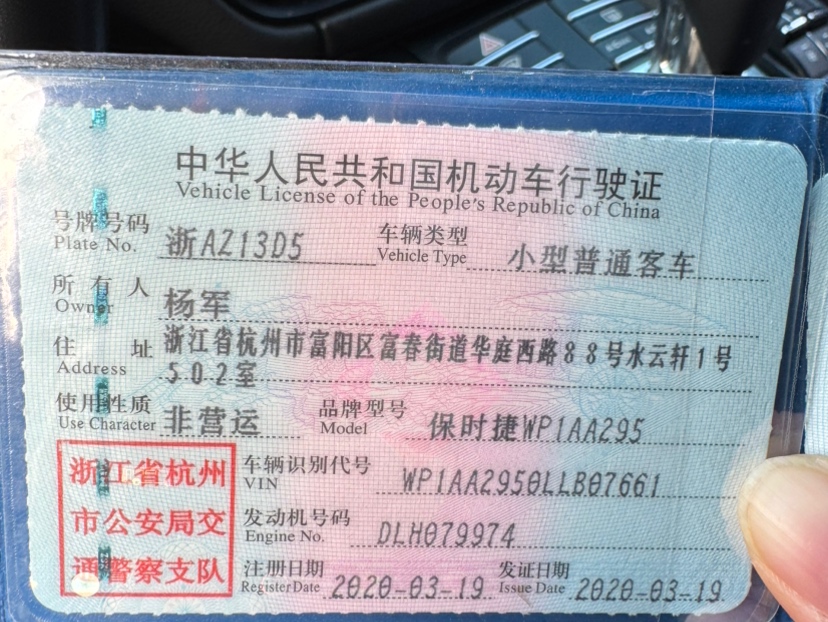 中华人民共和国机动车行驶证
Vehicle License of the People's Republic of China
号牌号码 浙AZ13D5 车辆类型 小型普通客车
Plate No. Vehicle Type
所有人 杨军
Owner
住址 浙江省杭州市富阳区富春街道华庭西路88号水云轩1号
Address 502室
使用性质 非营运 品牌型号 保时捷WP1AA295
Use Character Model
浙江省杭州 车辆识别代号 WP1AA2950LLB07661
VIN
市公安局交 发动机号码 DLH079974
Engine No.
通警察支队 注册日期 2020-03-19 发证日期 2020-03-19
Register Date Issue Date